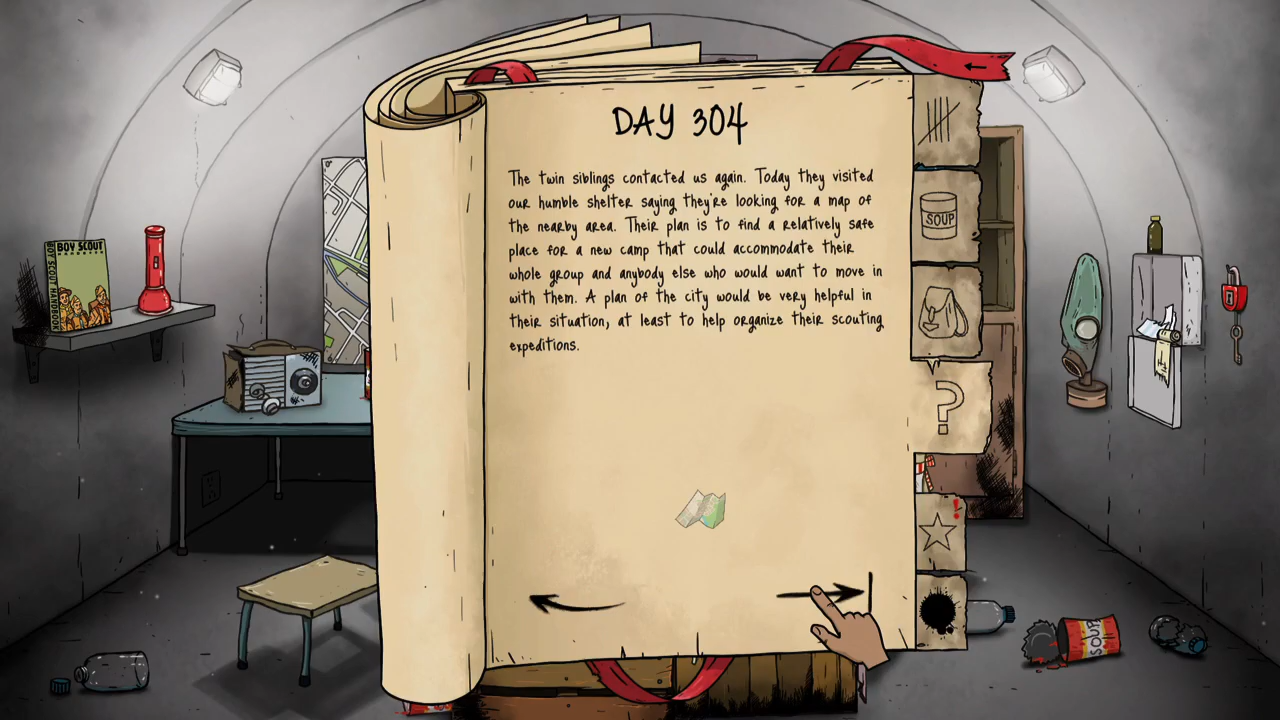 DAY 304
The twin siblings contacted us again. Today they visited
our humble shelter saying they're looking for a map of
the nearby area. Their plan is to find a relatively safe
place for a new camp that could accommodate their
whole group and anybody else who would want to move in
with them. A plan of the city would be very helpful in
their situation, at least to help organize their scouting
expeditions.
SOUP
BOY SCOUT
BOY SCOUT HANDBOOK
SOUP